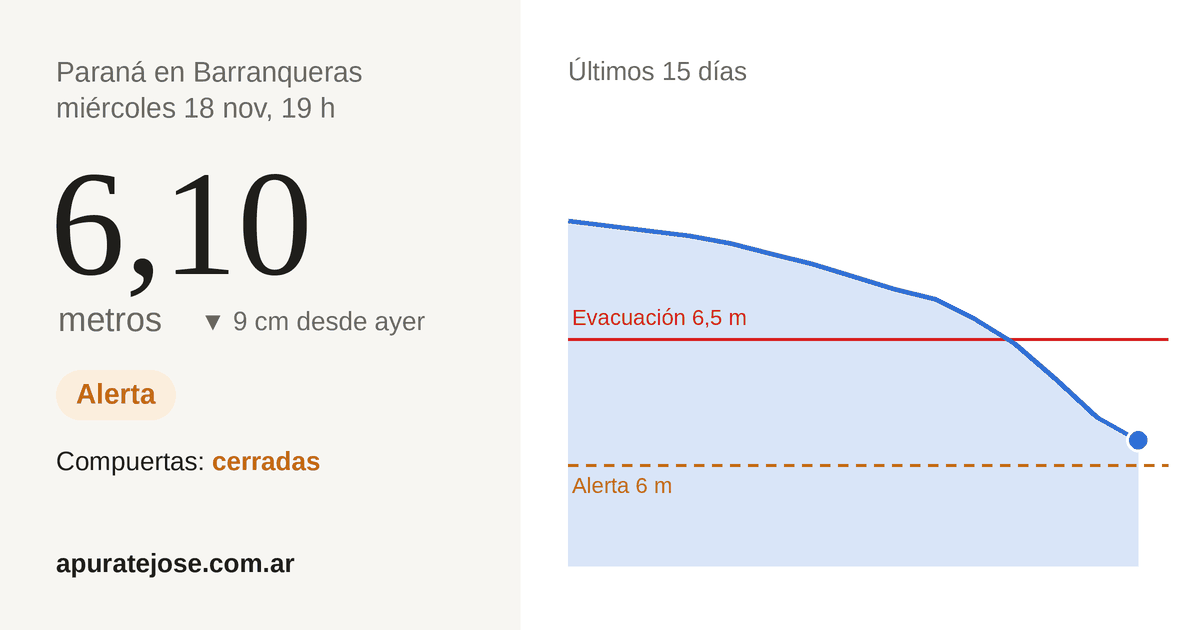 Paraná en Barranqueras
miércoles 18 nov, 19 h
6,10
metros ▼ 9 cm desde ayer
Alerta
Compuertas: cerradas
apuratejose.com.ar
Últimos 15 días
Evacuación 6,5 m
Alerta 6 m